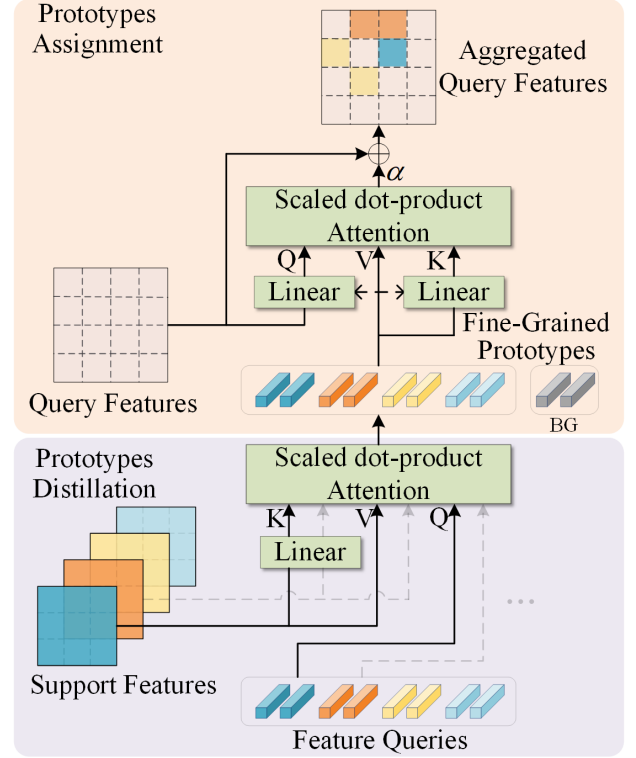 Prototypes
Assignment
Aggregated
Query Features
α
Scaled dot-product
Attention
Q
V
K
Linear
Linear
Fine-Grained
Prototypes
Query Features
BG
Prototypes
Distillation
Scaled dot-product
Attention
K
V
Q
Linear
...
Support Features
Feature Queries